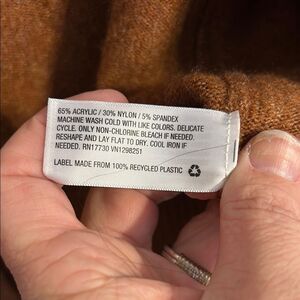 65% ACRYLIC / 30% NYLON / 5% SPANDEX
MACHINE WASH COLD WITH LIKE COLORS. DELICATE
CYCLE. ONLY NON-CHLORINE BLEACH IF NEEDED.
RESHAPE AND LAY FLAT TO DRY. COOL IRON IF
NEEDED. RN17730 VN1298251
LABEL MADE FROM 100% RECYCLED PLASTIC